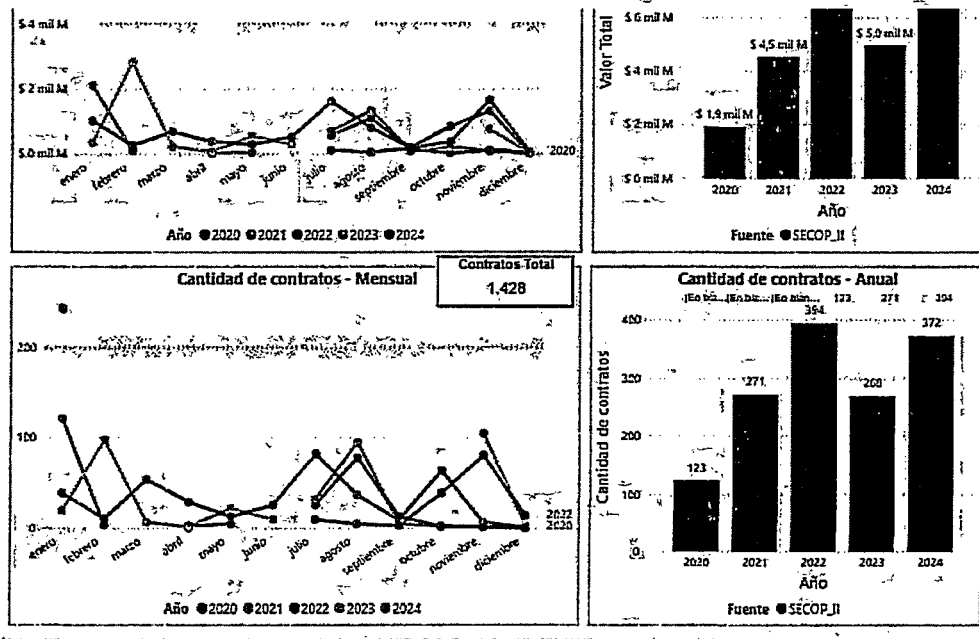 $ 4 mil M
$ 2 mil M
$ 0 mil M
2020
enero
febrero
marzo
abril
mayo
junio
julio
agosto
septiembre
octubre
noviembre
diciembre
Año 2020 2021 2022 2023 2024
Valor Total
$ 6 mil M
$ 4 mil M
$ 2 mil M
$ 0 mil M
$ 1,9 mil M
$ 4,5 mil M
$ 5,0 mil M
2020 2021 2022 2023 2024
Año
Fuente SECOP_II
Cantidad de contratos - Mensual
Contratos Total
1,428
200
100
0
2022
2020
enero
febrero
marzo
abril
mayo
junio
julio
agosto
septiembre
octubre
noviembre
diciembre
Año 2020 2021 2022 2023 2024
Cantidad de contratos - Anual
123 271 394
Cantidad de contratos
400
300
200
100
0
123
271
394
268
372
2020 2021 2022 2023 2024
Año
Fuente SECOP_II